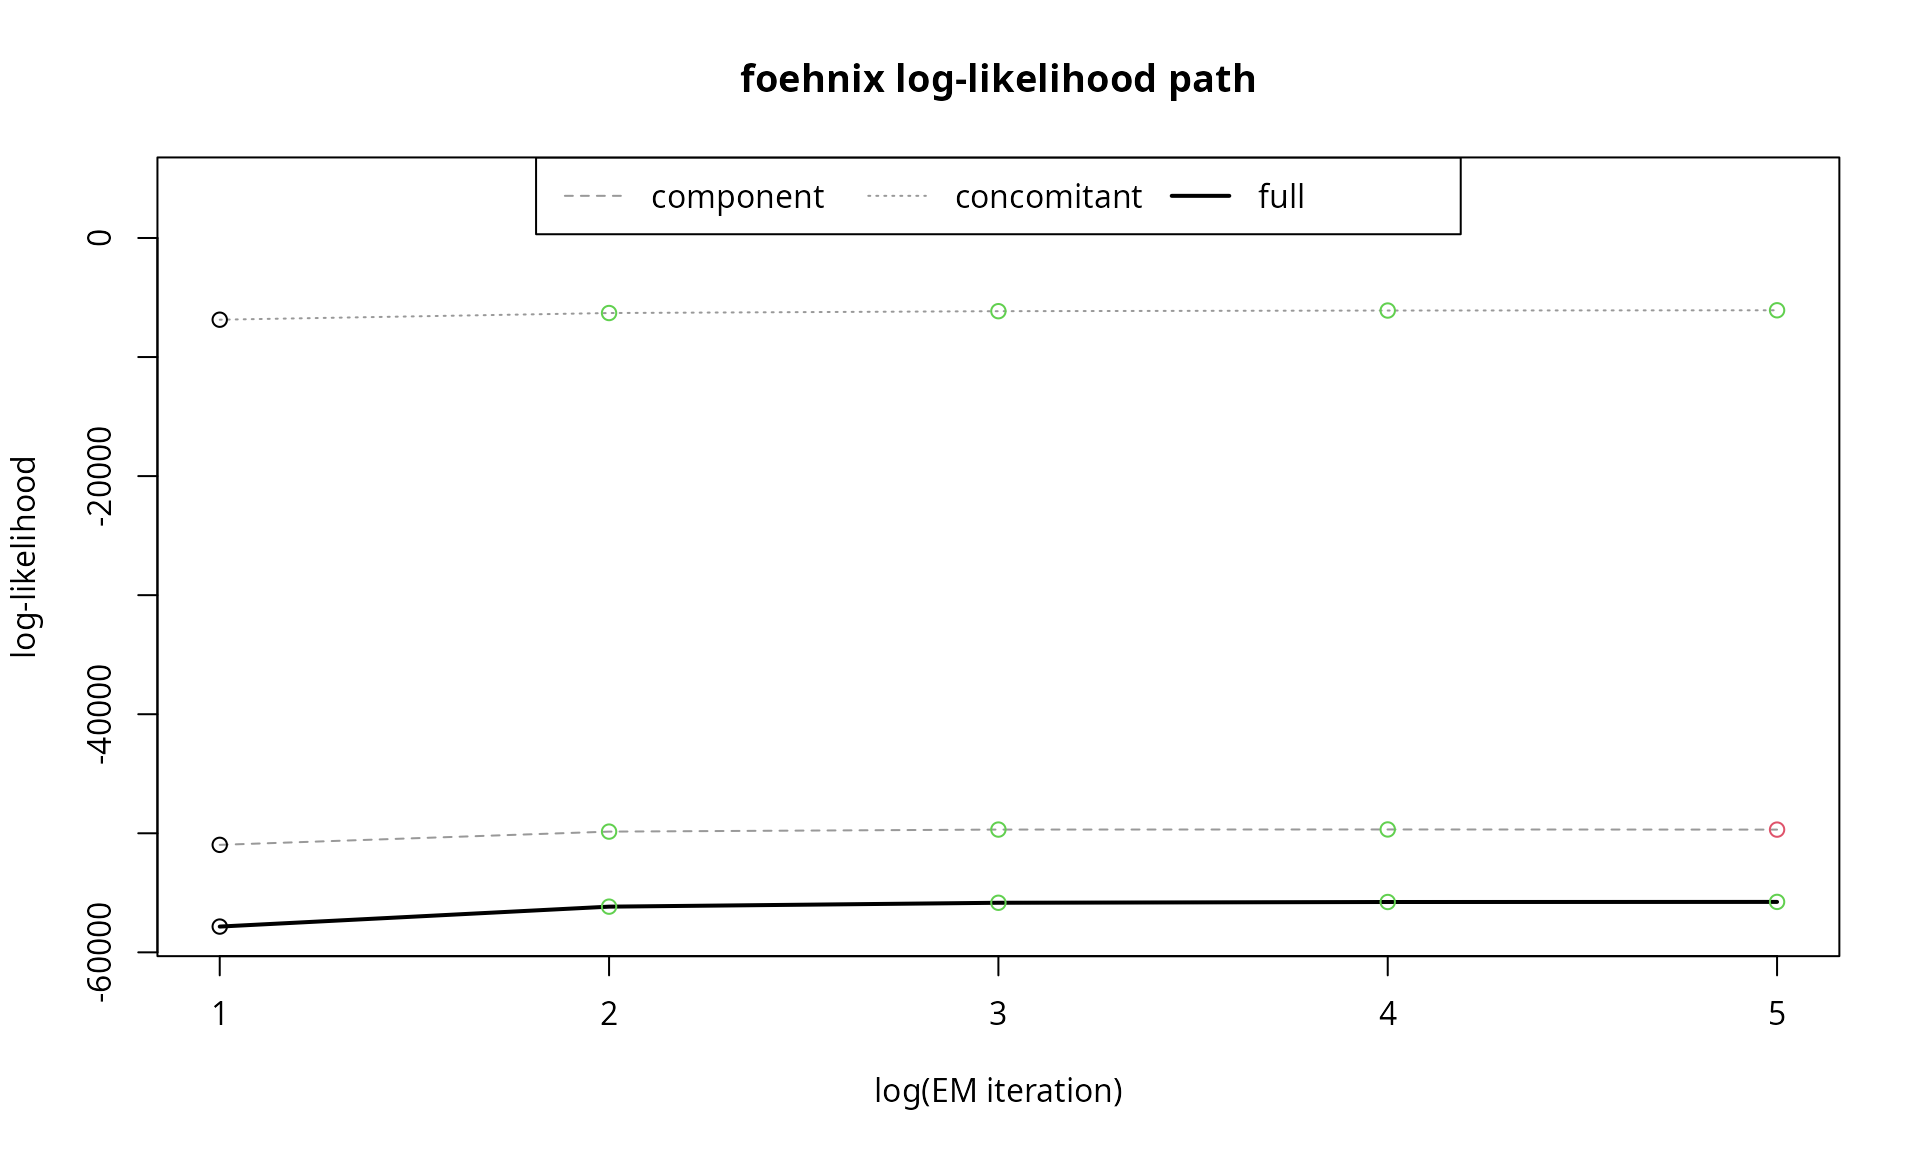 foehnix log-likelihood path
component concomitant full
log-likelihood
0
-20000
-40000
-60000
1 2 3 4 5
log(EM iteration)